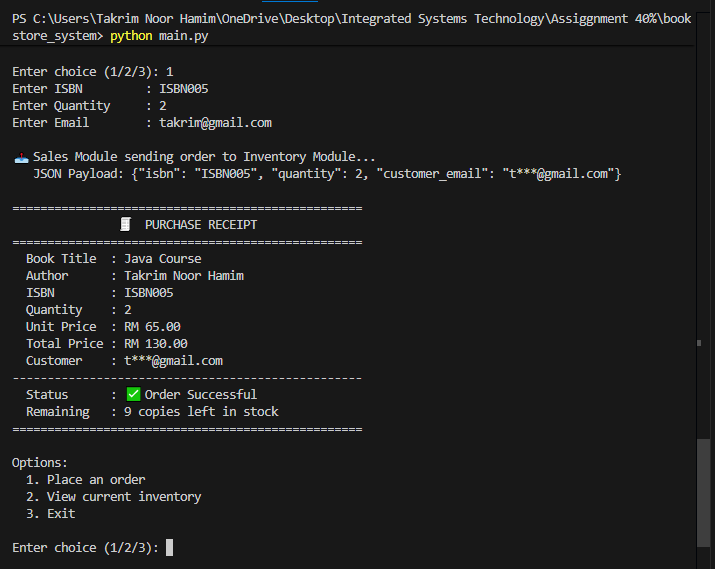 PS C:\Users\Takrim Noor Hamim\OneDrive\Desktop\Integrated Systems Technology\Assiggnment 40%\book
store_system> python main.py
Enter choice (1/2/3): 1
Enter ISBN         : ISBN005
Enter Quantity     : 2
Enter Email        : takrim@gmail.com
📤 Sales Module sending order to Inventory Module...
   JSON Payload: {"isbn": "ISBN005", "quantity": 2, "customer_email": "t***@gmail.com"}
==================================================
               🧾  PURCHASE RECEIPT
==================================================
  Book Title  : Java Course
  Author      : Takrim Noor Hamim
  ISBN        : ISBN005
  Quantity    : 2
  Unit Price  : RM 65.00
  Total Price : RM 130.00
  Customer    : t***@gmail.com
--------------------------------------------------
  Status      : ✅ Order Successful
  Remaining   : 9 copies left in stock
==================================================
Options:
  1. Place an order
  2. View current inventory
  3. Exit
Enter choice (1/2/3):